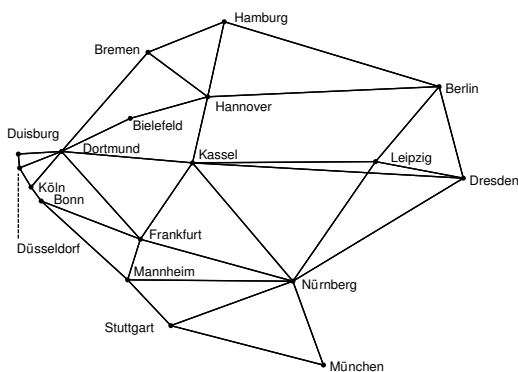 Hamburg
Bremen
Berlin
Hannover
Bielefeld
Duisburg
Dortmund
Kassel
Leipzig
Dresden
Köln
Bonn
Frankfurt
Düsseldorf
Mannheim
Nürnberg
Stuttgart
München